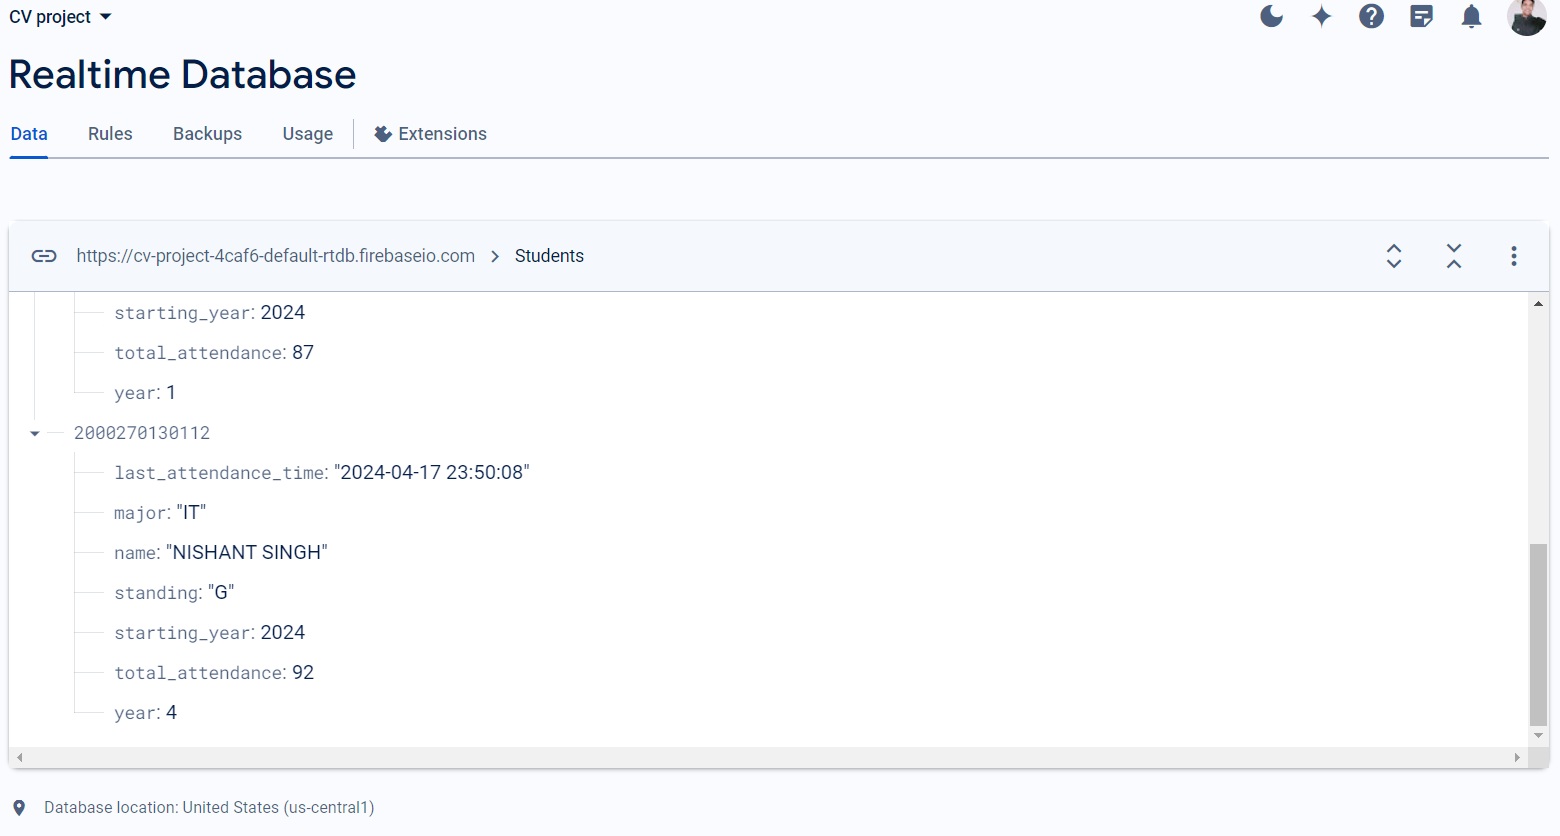 CV project
Realtime Database
Data Rules Backups Usage Extensions
https://cv-project-4caf6-default-rtdb.firebaseio.com Students
starting_year: 2024
total_attendance: 87
year: 1
2000270130112
last_attendance_time: "2024-04-17 23:50:08"
major: "IT"
name: "NISHANT SINGH"
standing: "G"
starting_year: 2024
total_attendance: 92
year: 4
Database location: United States (us-central1)